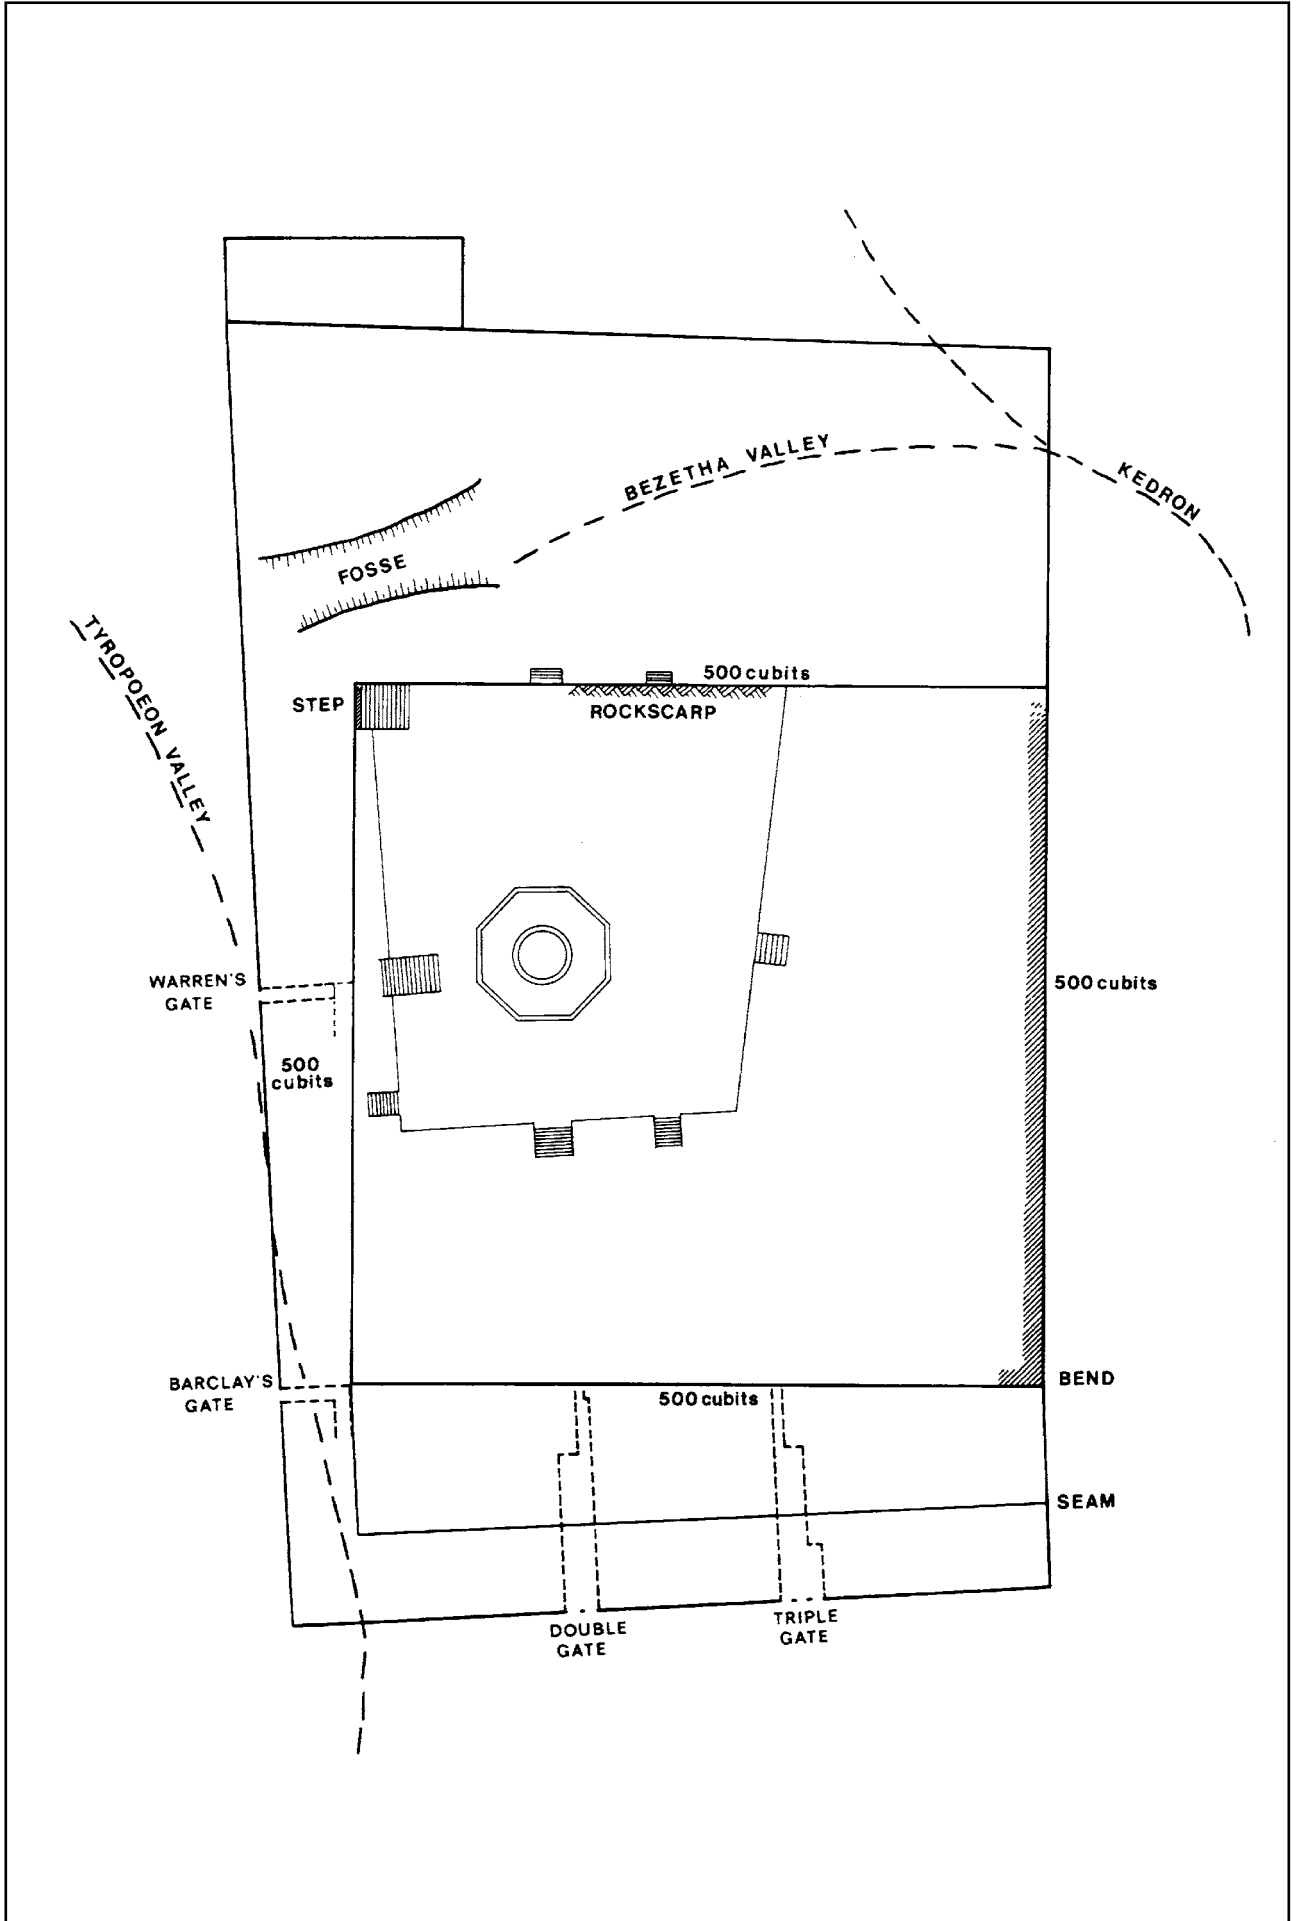 BEZETHA VALLEY
KEDRON
FOSSE
TYROPOEON VALLEY
500 cubits
STEP
ROCKSCARP
WARREN'S
GATE
500 cubits
500
cubits
BARCLAY'S
GATE
BEND
500 cubits
SEAM
DOUBLE
GATE
TRIPLE
GATE